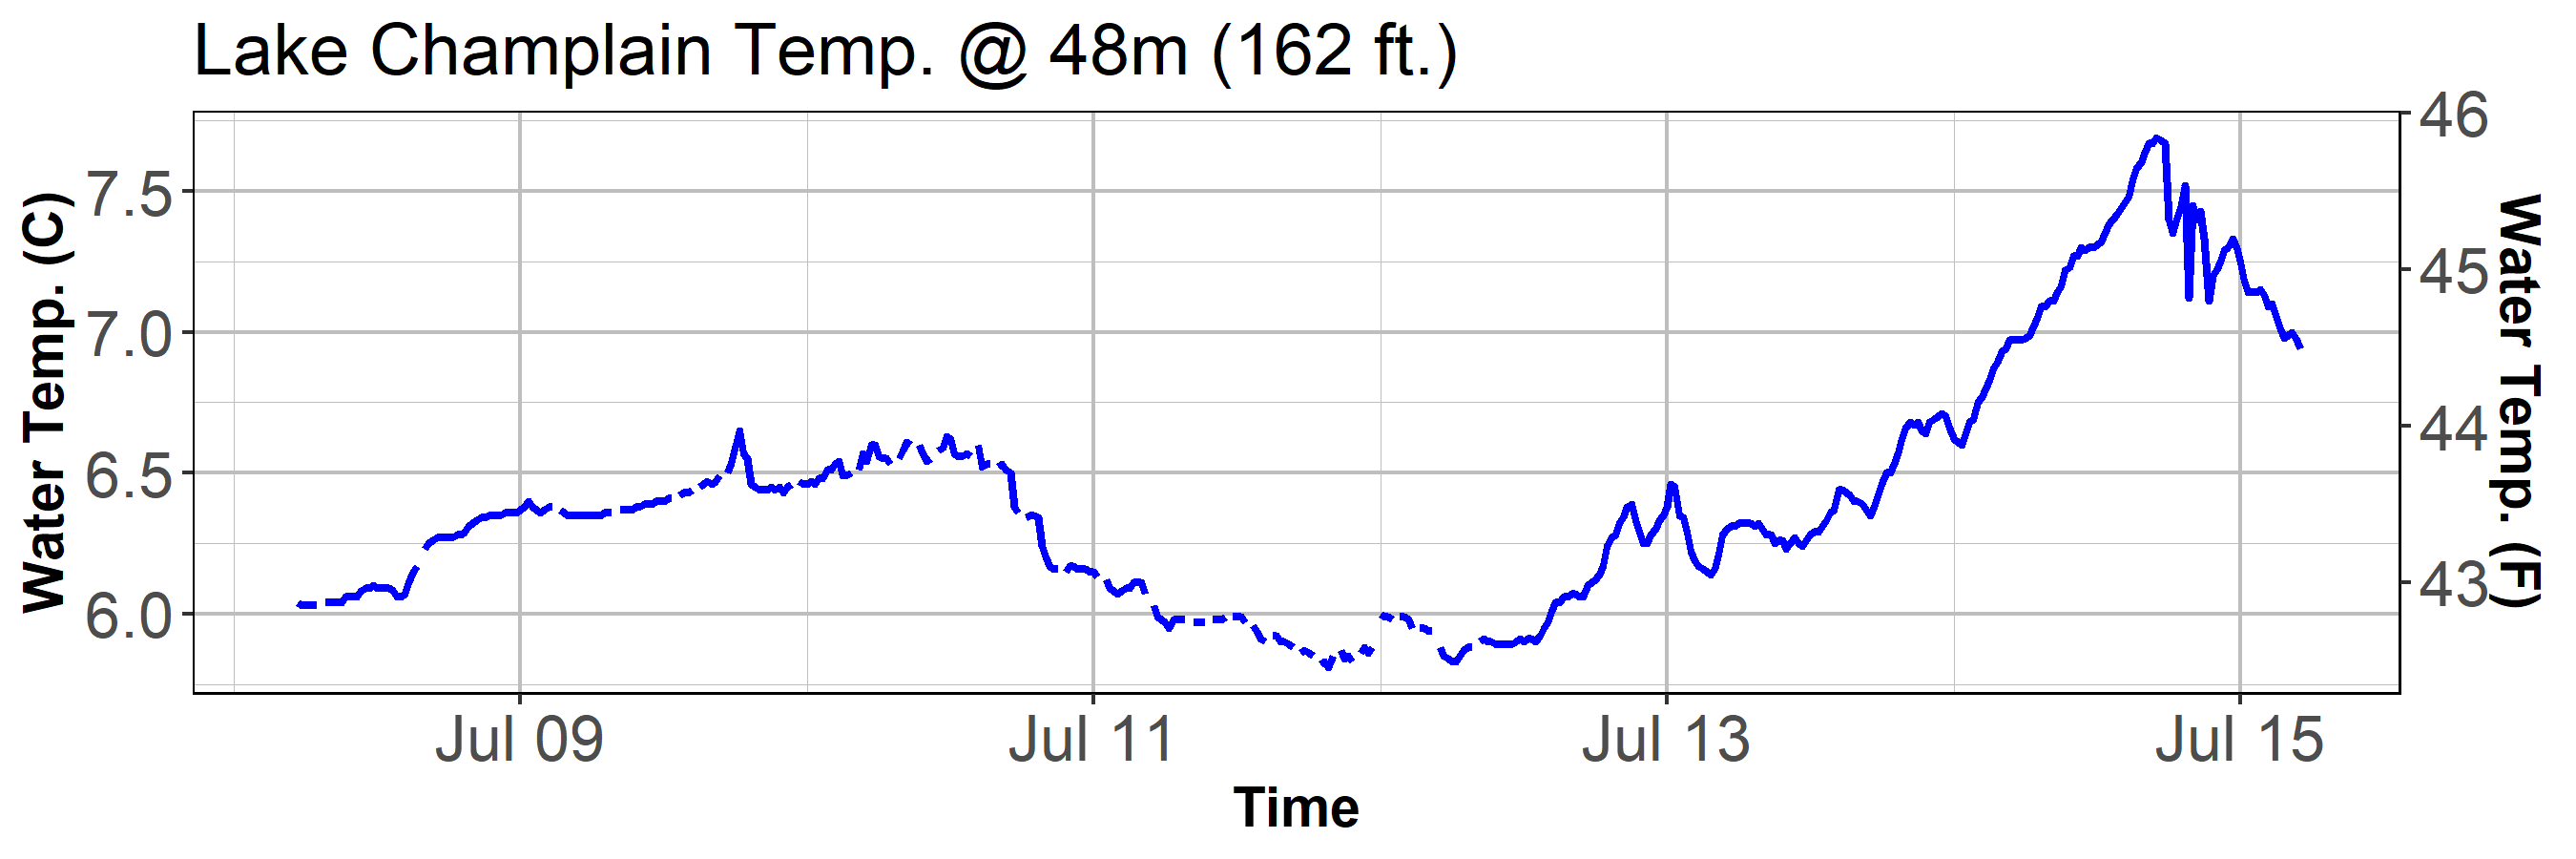 Lake Champlain Temp. @ 48m (162 ft.)
Water Temp. (C)
7.5
7.0
6.5
6.0
46
45
44
43
Water Temp. (F)
Jul 09 Jul 11 Jul 13 Jul 15
Time